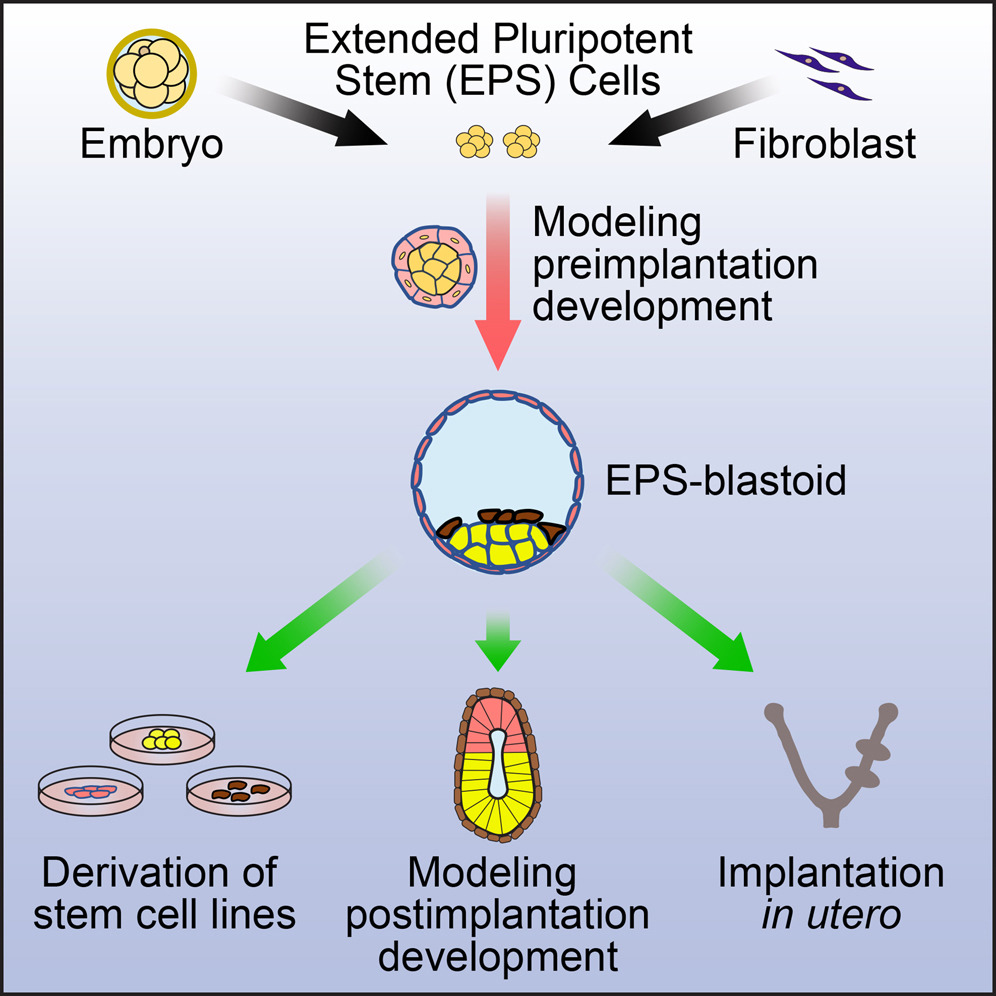 Extended Pluripotent
Stem (EPS) Cells
Embryo
Fibroblast
Modeling
preimplantation
development
EPS-blastoid
Derivation of
stem cell lines
Modeling
postimplantation
development
Implantation
in utero